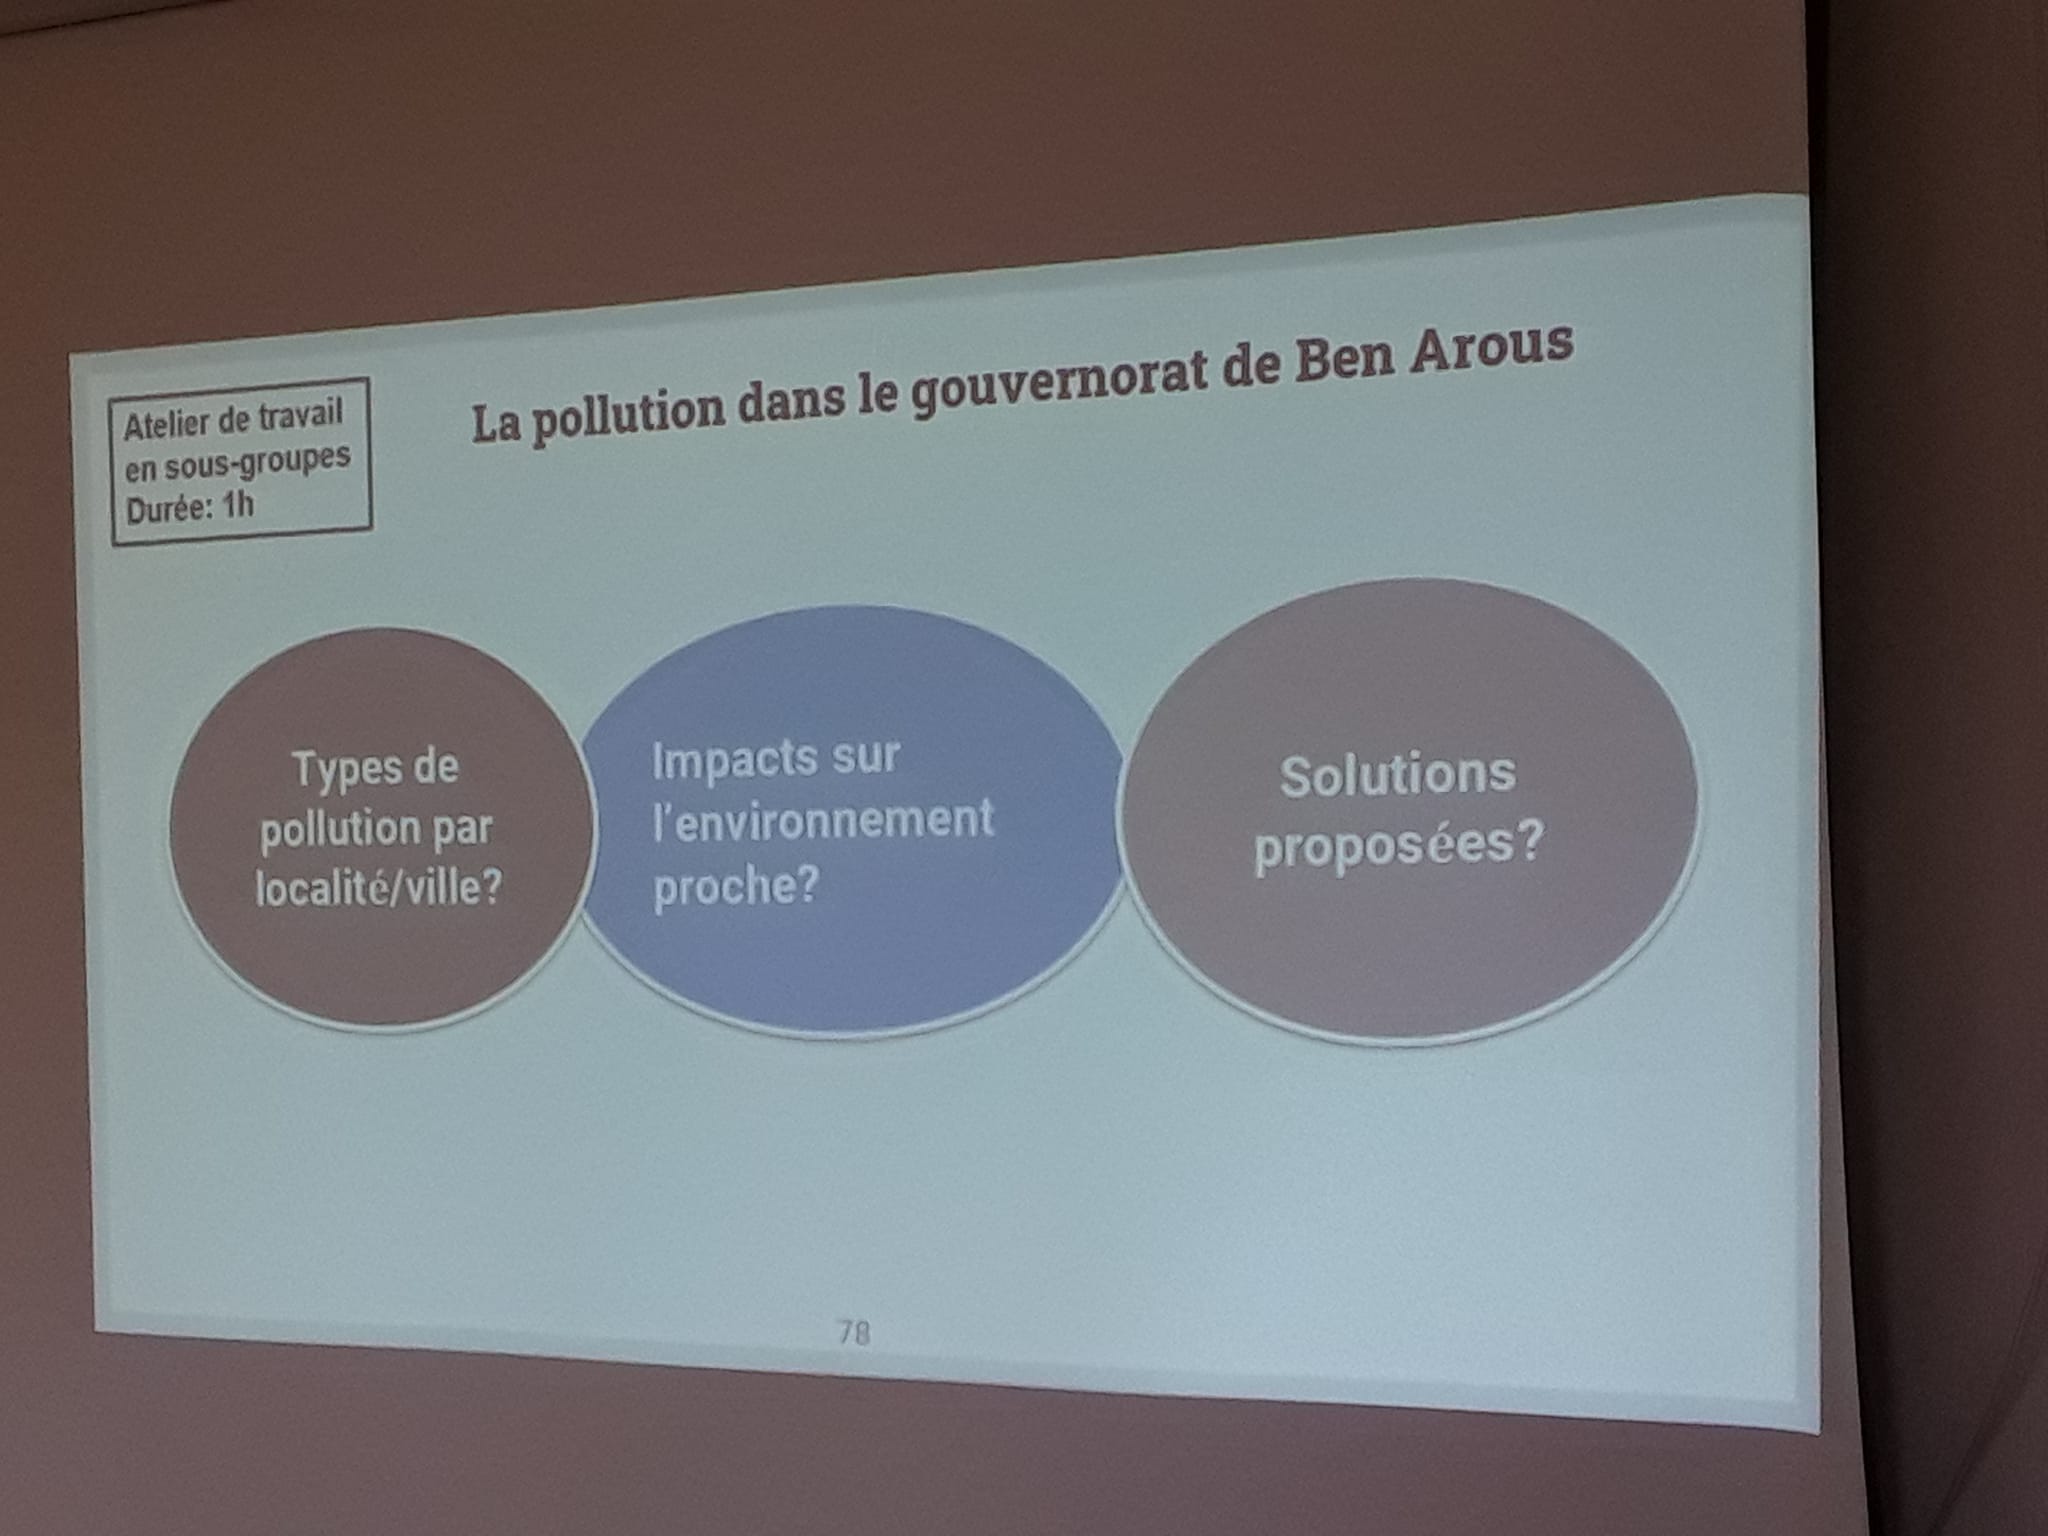 La pollution dans le gouvernorat de Ben Arous
Atelier de travail
en sous-groupes
Durée: 1h
Types de
pollution par
localité/ville?
Impacts sur
l'environnement
proche?
Solutions
proposées?
78